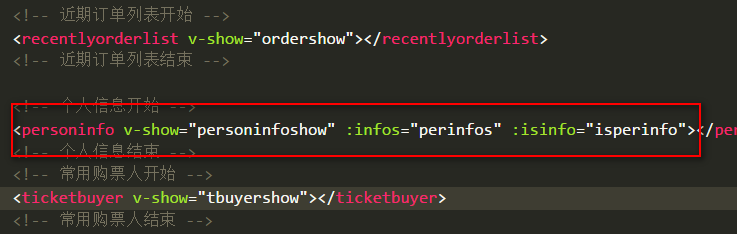 <!-- 近期订单列表开始 -->
<recentlyorderlist v-show="ordershow"></recentlyorderlist>
<!-- 近期订单列表结束 -->
<!-- 个人信息开始 -->
<personinfo v-show="personinfoshow" :infos="perinfos" :isinfo="isperinfo"></per
<!-- 个人信息结束 -->
<!-- 常用购票人开始 -->
<ticketbuyer v-show="tbuyershow"></ticketbuyer>
<!-- 常用购票人结束 -->